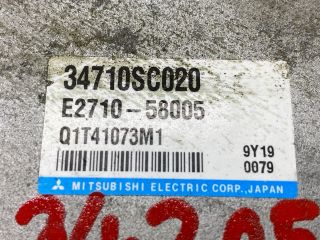 34710SC020
E2710-58005
Q1T41073M1
9Y19
0079
MITSUBISHI ELECTRIC CORP., JAPAN